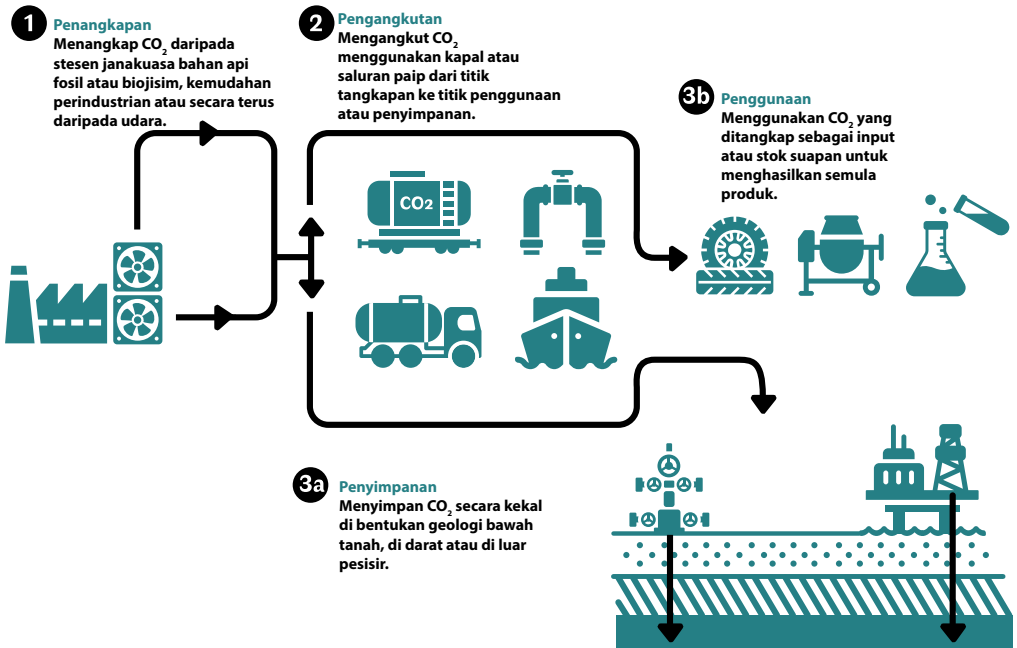 1
Penangkapan
Menangkap CO₂ daripada
stesen janakuasa bahan api
fosil atau biojisim, kemudahan
perindustrian atau secara terus
daripada udara.
2
Pengangkutan
Mengangkut CO₂
menggunakan kapal atau
saluran paip dari titik
tangkapan ke titik penggunaan
atau penyimpanan.
3b
Penggunaan
Menggunakan CO₂ yang
ditangkap sebagai input
atau stok suapan untuk
menghasilkan semula
produk.
CO2
3a
Penyimpanan
Menyimpan CO₂ secara kekal
di bentukan geologi bawah
tanah, di darat atau di luar
pesisir.